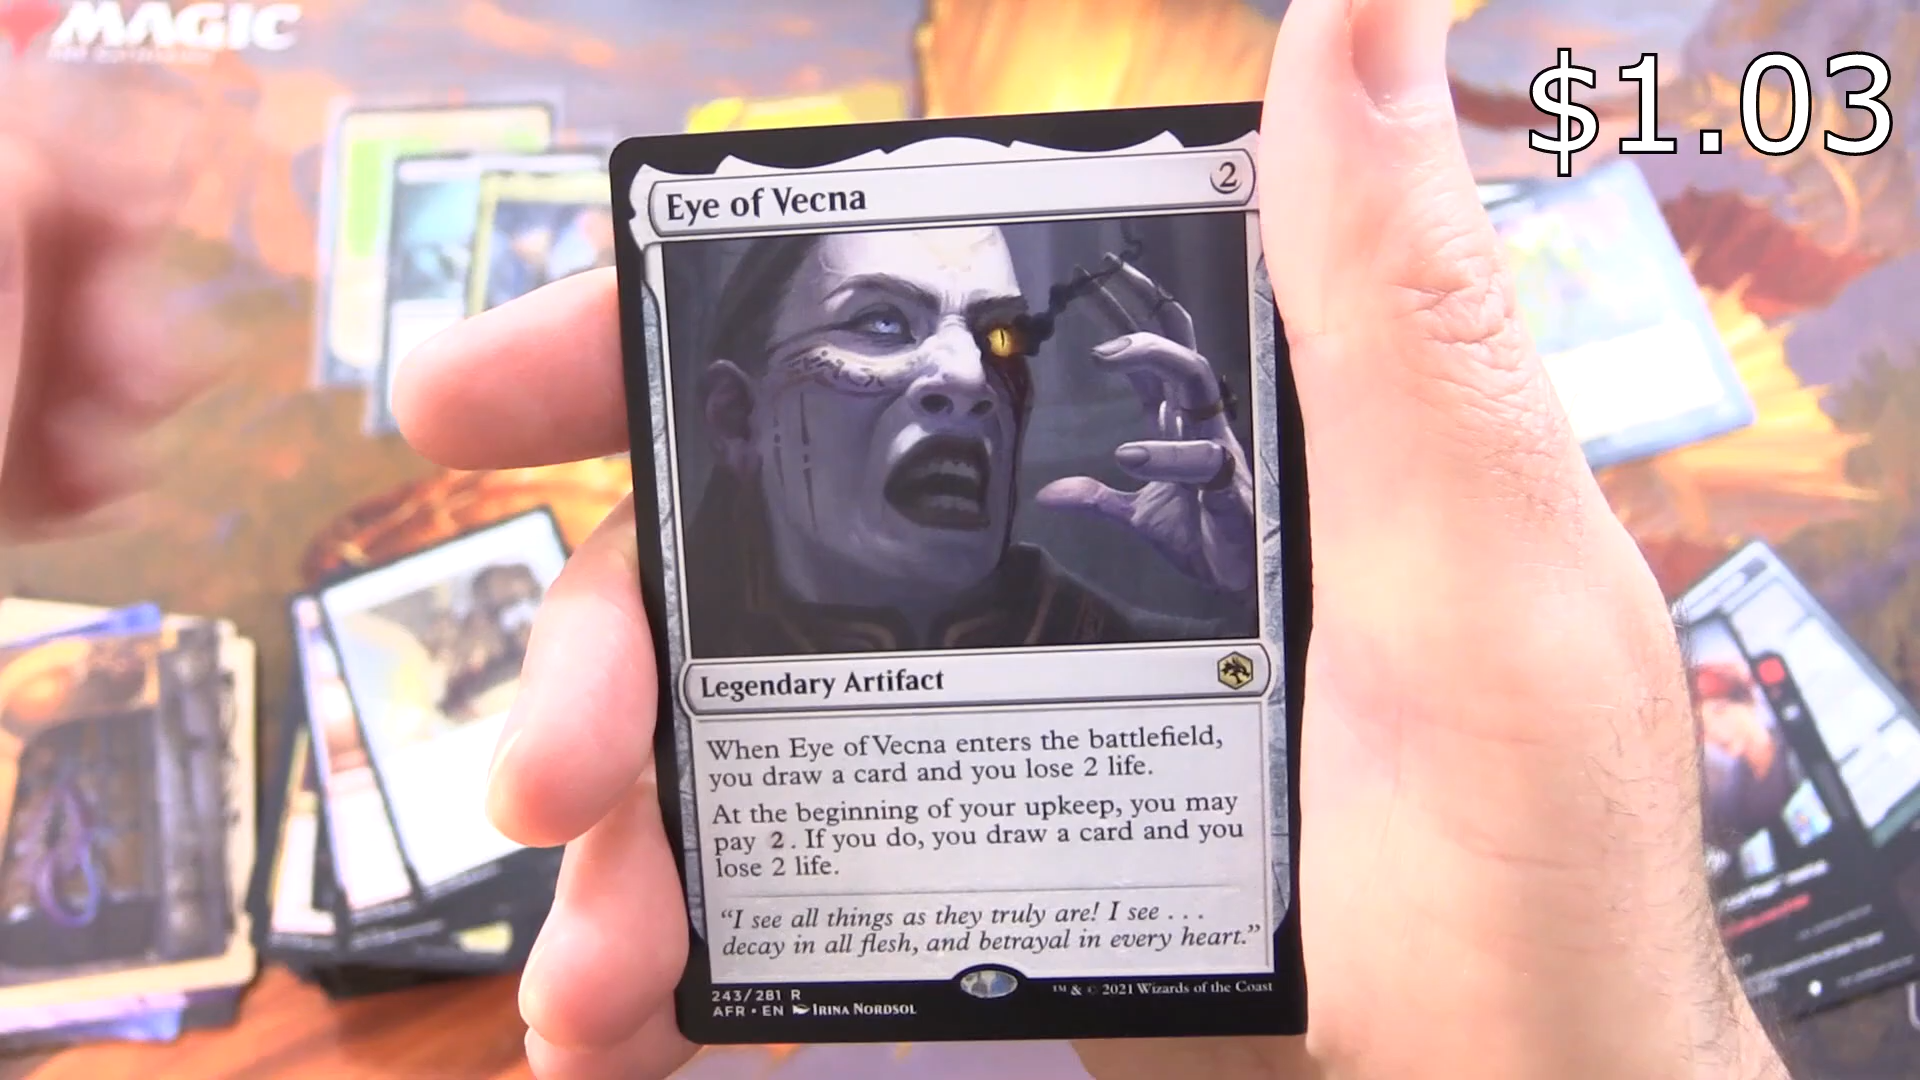 MAGIC
$1.03
Eye of Vecna
2
Legendary Artifact
When Eye of Vecna enters the battlefield,
you draw a card and you lose 2 life.
At the beginning of your upkeep, you may
pay 2. If you do, you draw a card and you
lose 2 life.
“I see all things as they truly are! I see . . .
decay in all flesh, and betrayal in every heart.”
243/281 R
AFR • EN Irina Nordsol
™ & © 2021 Wizards of the Coast